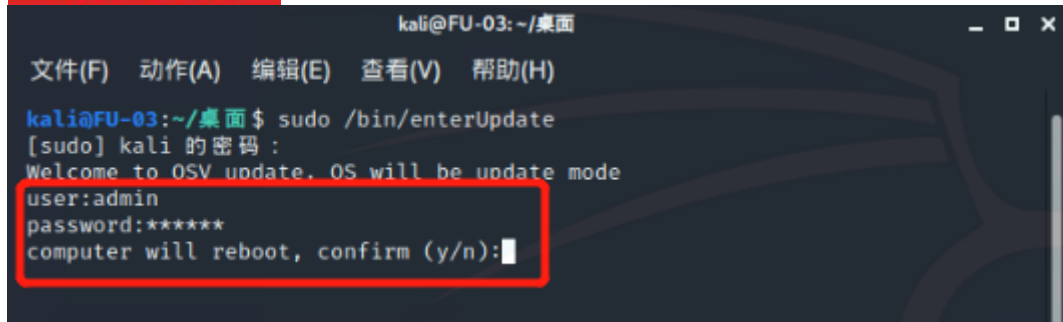 kali@FU-03: ~/桌面
文件(F) 动作(A) 编辑(E) 查看(V) 帮助(H)
kali@FU-03:~/桌面$ sudo /bin/enterUpdate
[sudo] kali 的密码：
Welcome to OSV update, OS will be update mode
user:admin
password:******
computer will reboot, confirm (y/n):